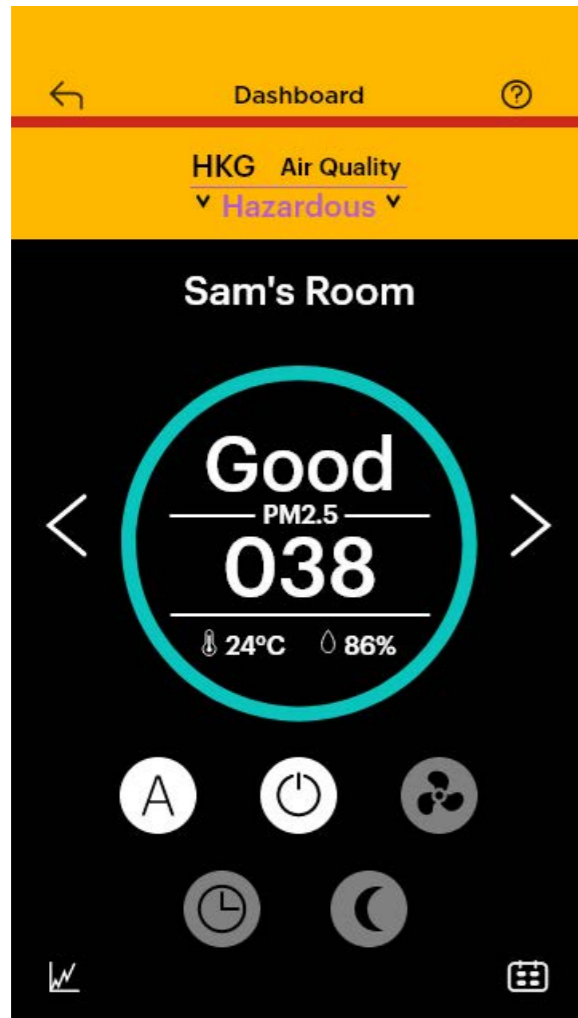 Dashboard
HKG Air Quality
Hazardous
Sam's Room
Good
PM2.5
038
24°C 86%
A